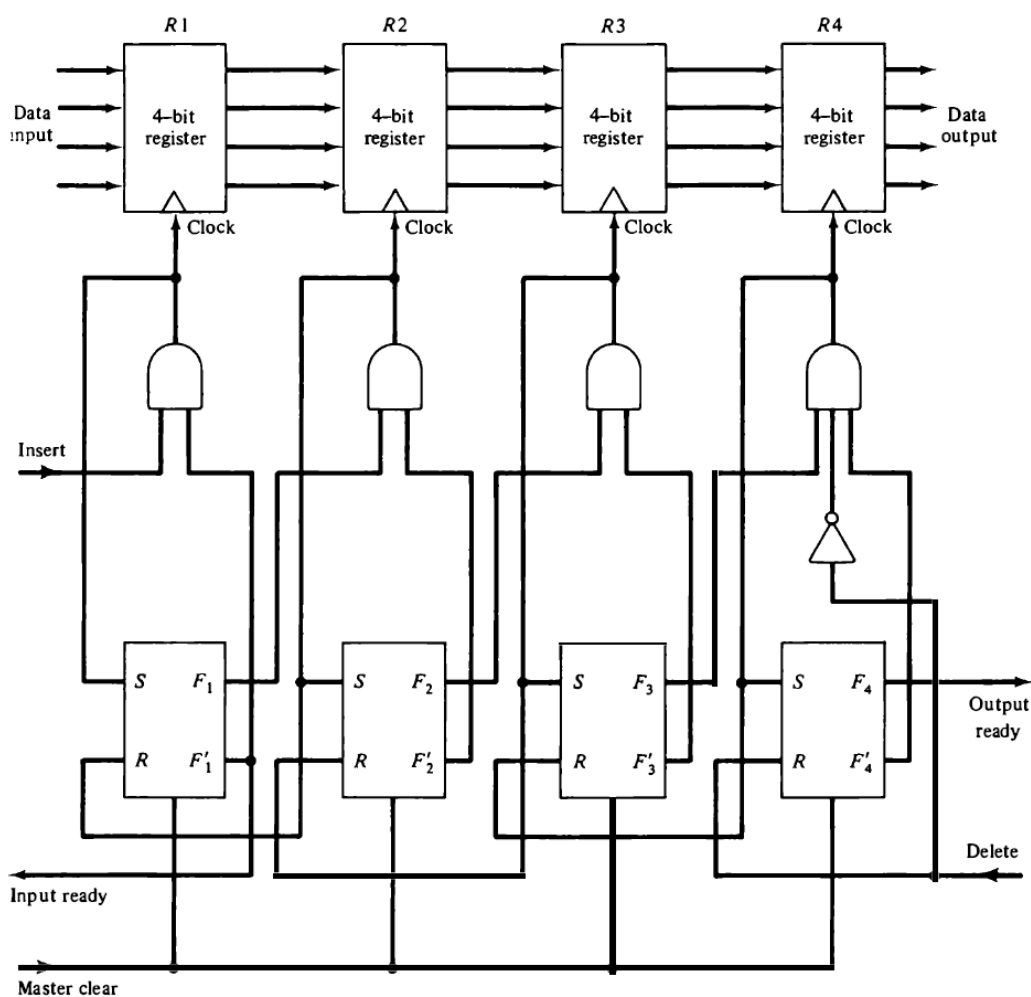 R1 R2 R3 R4
Data
input
4-bit
register
4-bit
register
4-bit
register
4-bit
register
Data
output
Clock Clock Clock Clock
Insert
S F₁ S F₂ S F₃ S F₄
Output
ready
R F′₁ R F′₂ R F′₃ R F′₄
Delete
Input ready
Master clear